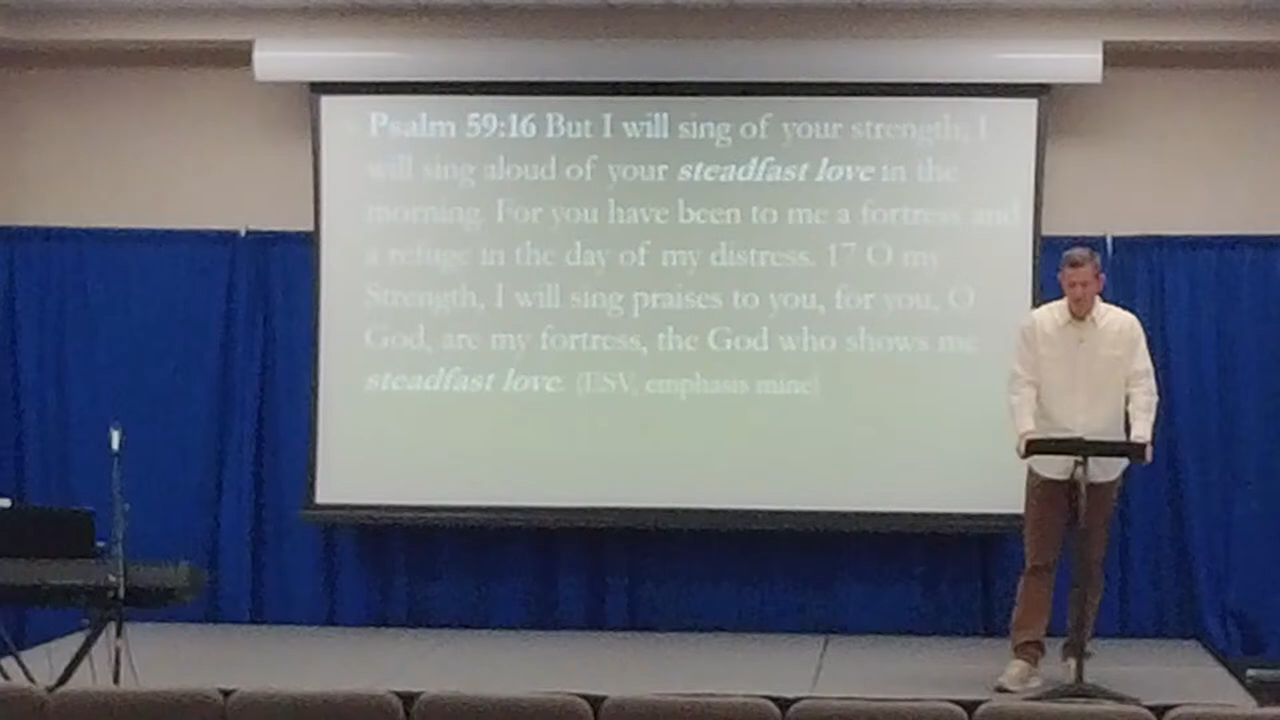 Psalm 59:16 But I will sing of your strength; I
will sing aloud of your steadfast love in the
morning. For you have been to me a fortress and
a refuge in the day of my distress. 17 O my
Strength, I will sing praises to you, for you, O
God, are my fortress, the God who shows me
steadfast love. (ESV, emphasis mine)